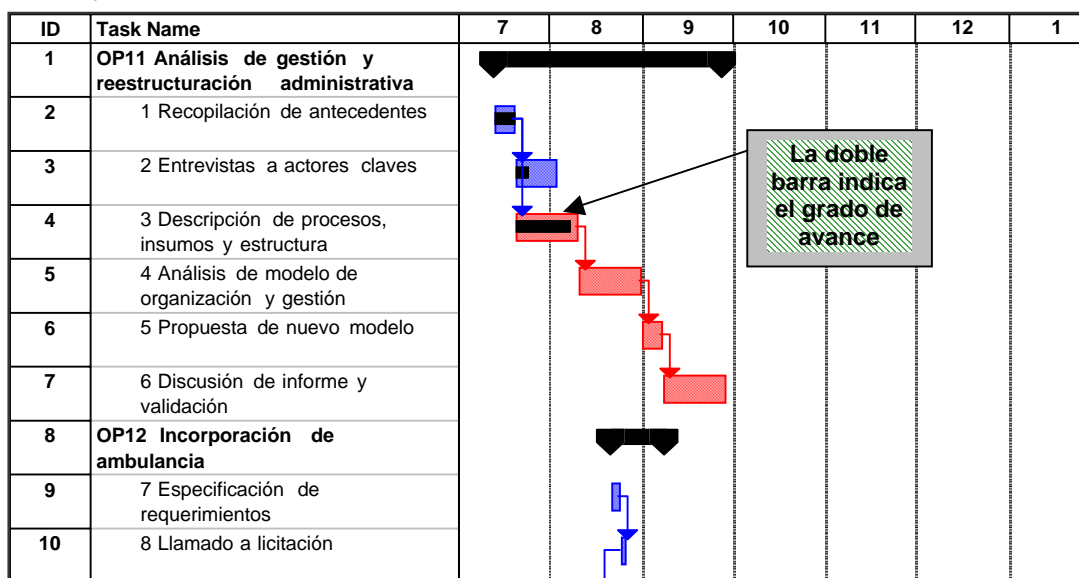 ID Task Name 7 8 9 10 11 12 1
1 OP11 Análisis de gestión y
reestructuración administrativa
2 1 Recopilación de antecedentes
3 2 Entrevistas a actores claves
4 3 Descripción de procesos,
insumos y estructura
5 4 Análisis de modelo de
organización y gestión
6 5 Propuesta de nuevo modelo
7 6 Discusión de informe y
validación
8 OP12 Incorporación de
ambulancia
9 7 Especificación de
requerimientos
10 8 Llamado a licitación
La doble
barra indica
el grado de
avance